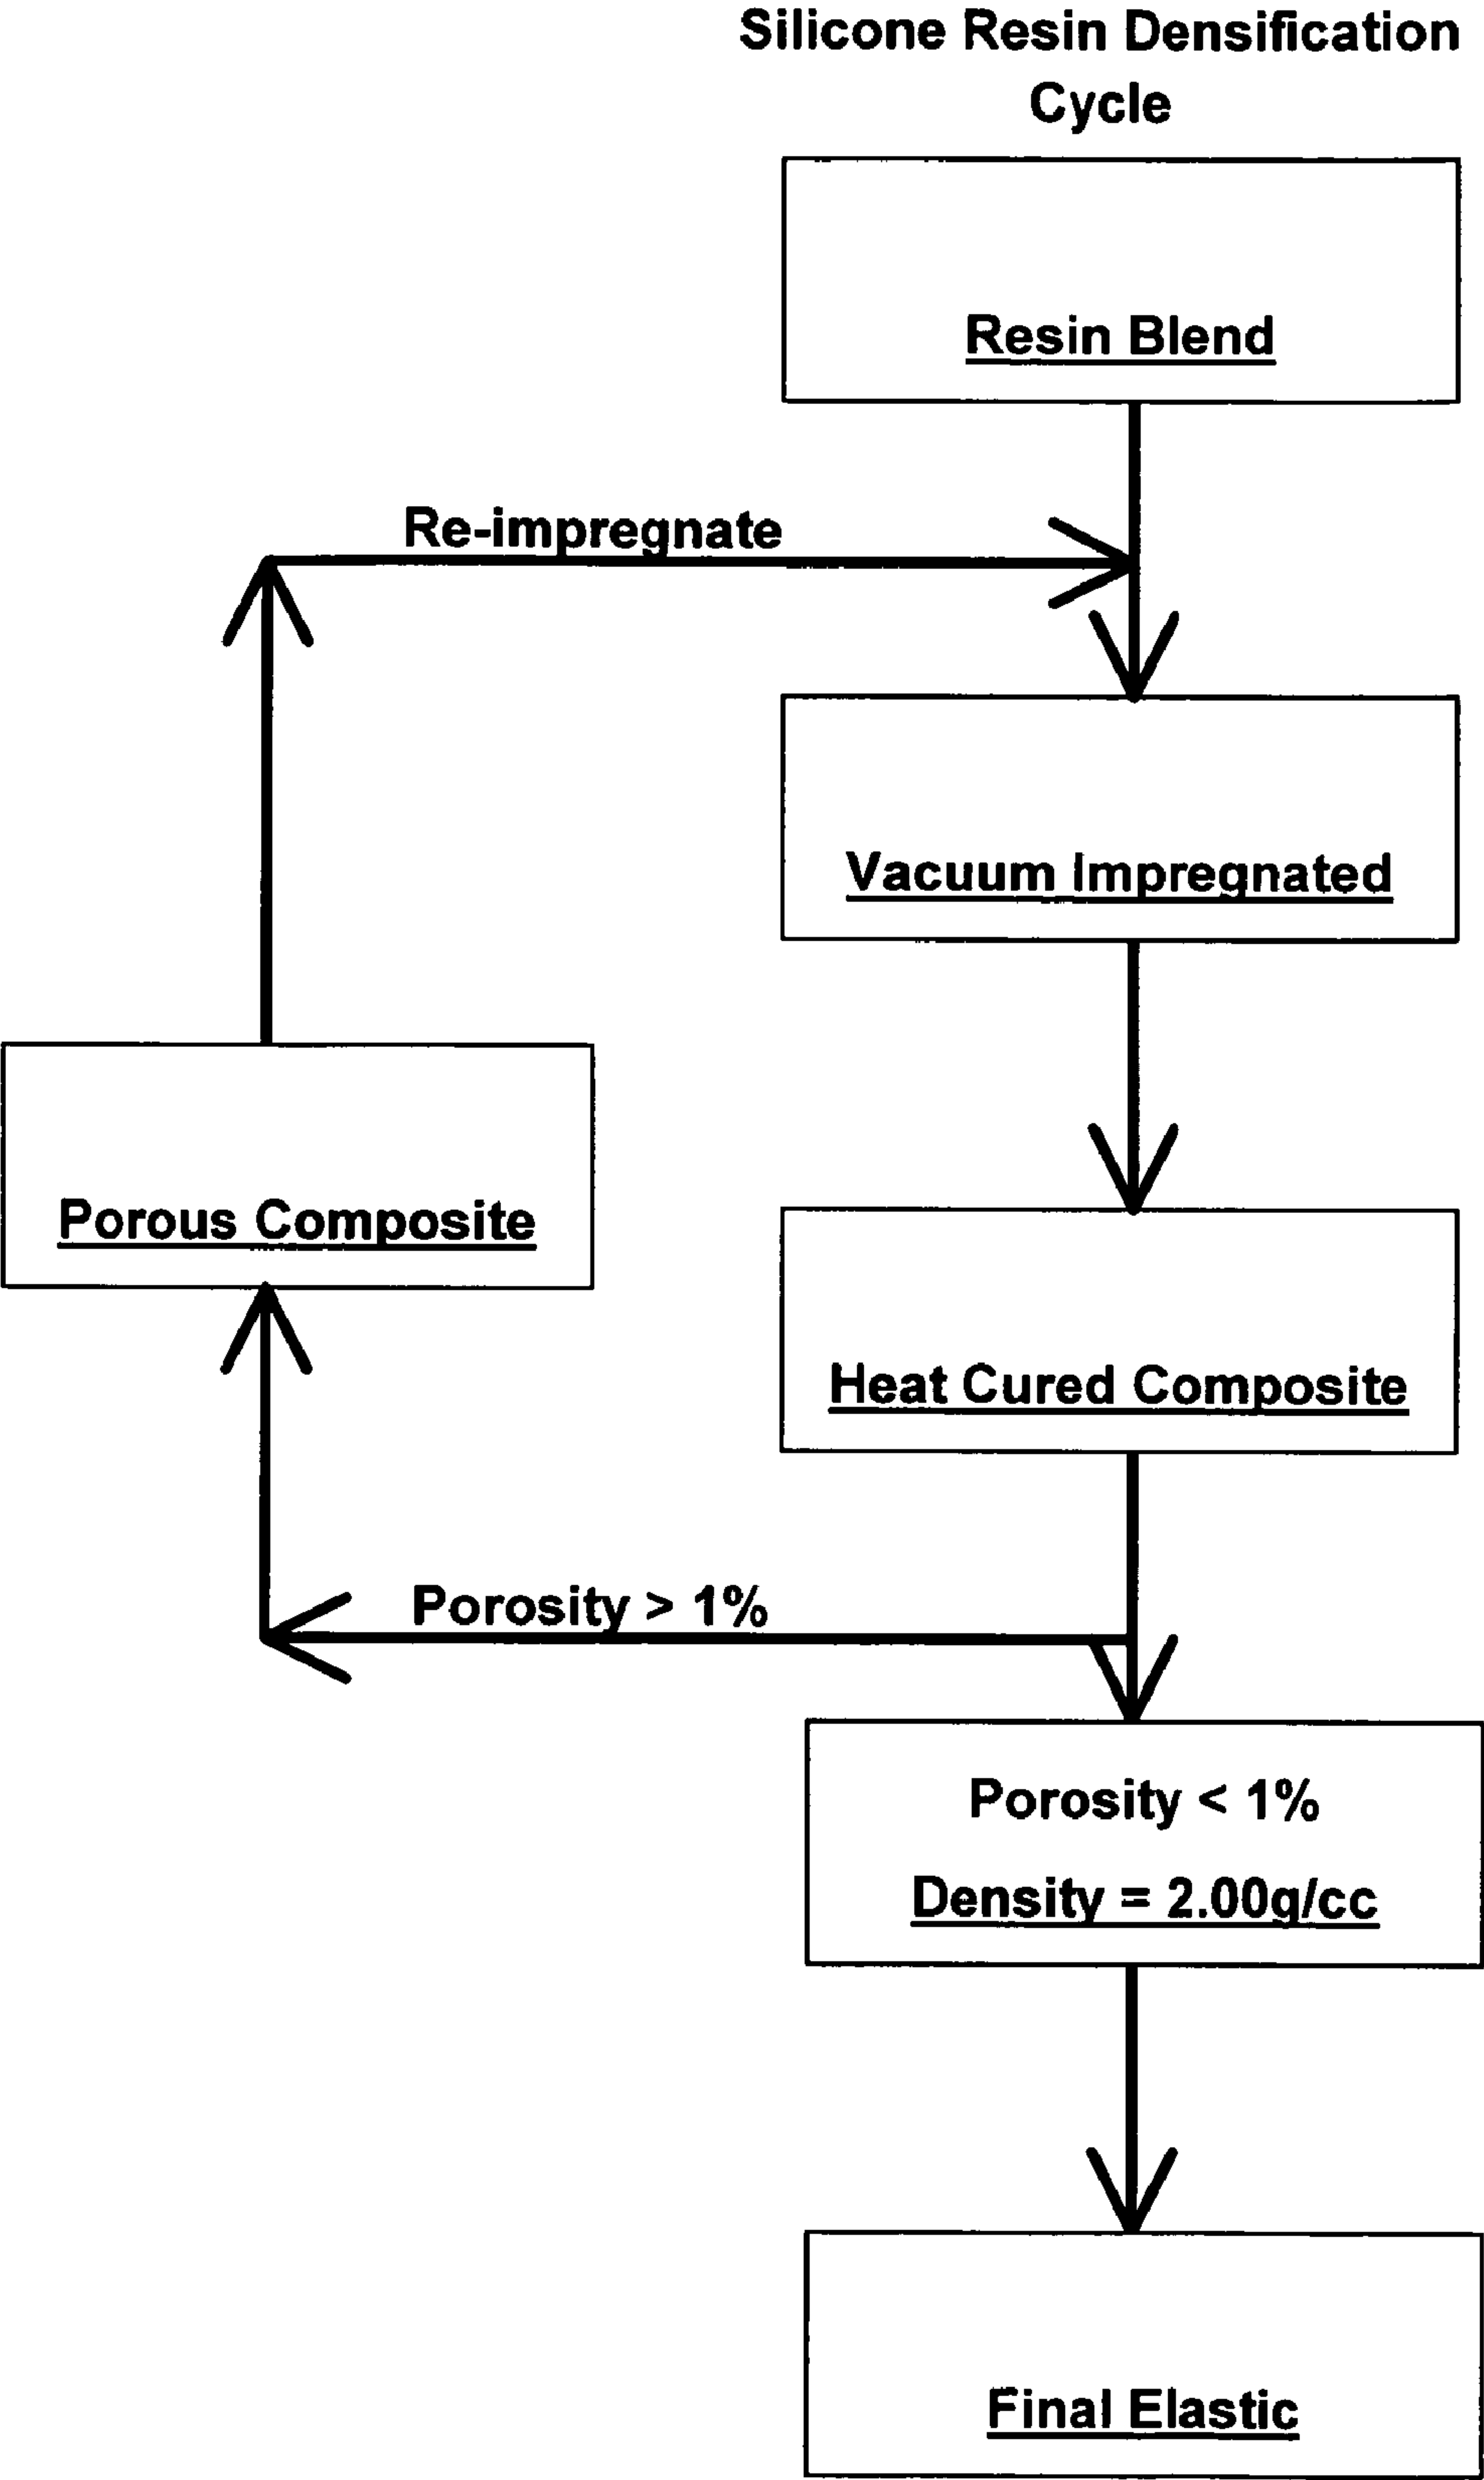 Silicone Resin Densification
Cycle
Resin Blend
Re-impregnate
Vacuum Impregnated
Porous Composite
Heat Cured Composite
Porosity > 1%
Porosity < 1%
Density = 2.00g/cc
Final Elastic